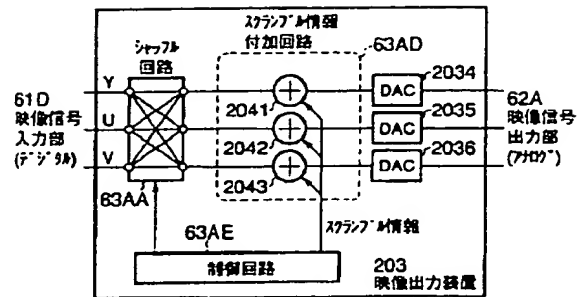 スクランブル情報
付加回路
63AD
シャッフル
回路
Y
U
V
61D
映像信号
入力部
(デジタル)
2041
2042
2043
DAC
DAC
DAC
2034
2035
2036
62A
映像信号
出力部
(アナログ)
63AA
63AE
スクランブル情報
制御回路
203
映像出力装置